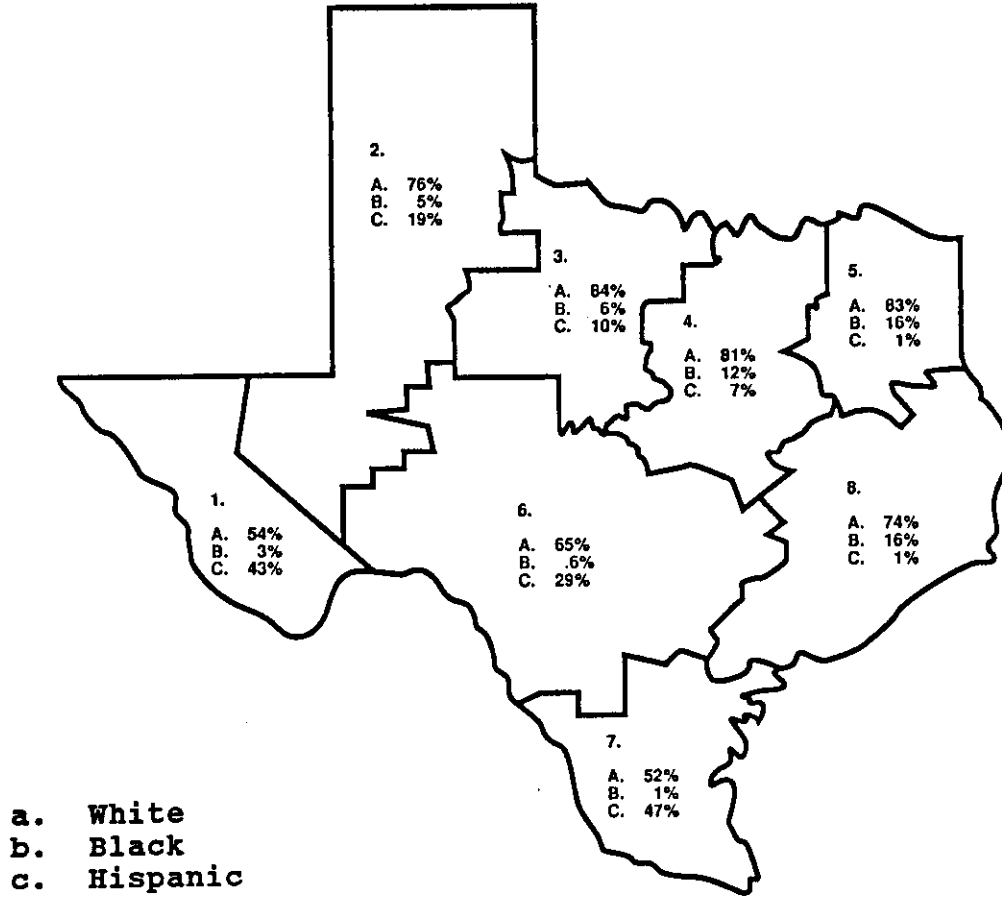 2.
A. 76%
B. 5%
C. 19%
3.
A. 84%
B. 6%
C. 10%
4.
A. 81%
B. 12%
C. 7%
5.
A. 83%
B. 16%
C. 1%
1.
A. 54%
B. 3%
C. 43%
6.
A. 65%
B. .6%
C. 29%
8.
A. 74%
B. 16%
C. 1%
7.
A. 52%
B. 1%
C. 47%
a. White
b. Black
c. Hispanic